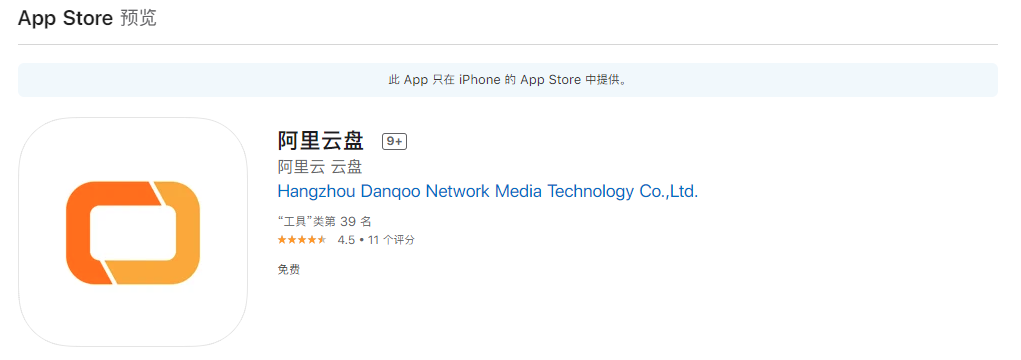 App Store 预览
此 App 只在 iPhone 的 App Store 中提供。
阿里云盘 9+
阿里云 云盘
Hangzhou Danqoo Network Media Technology Co.,Ltd.
“工具”类第 39 名
★★★★★ 4.5 • 11 个评分
免费